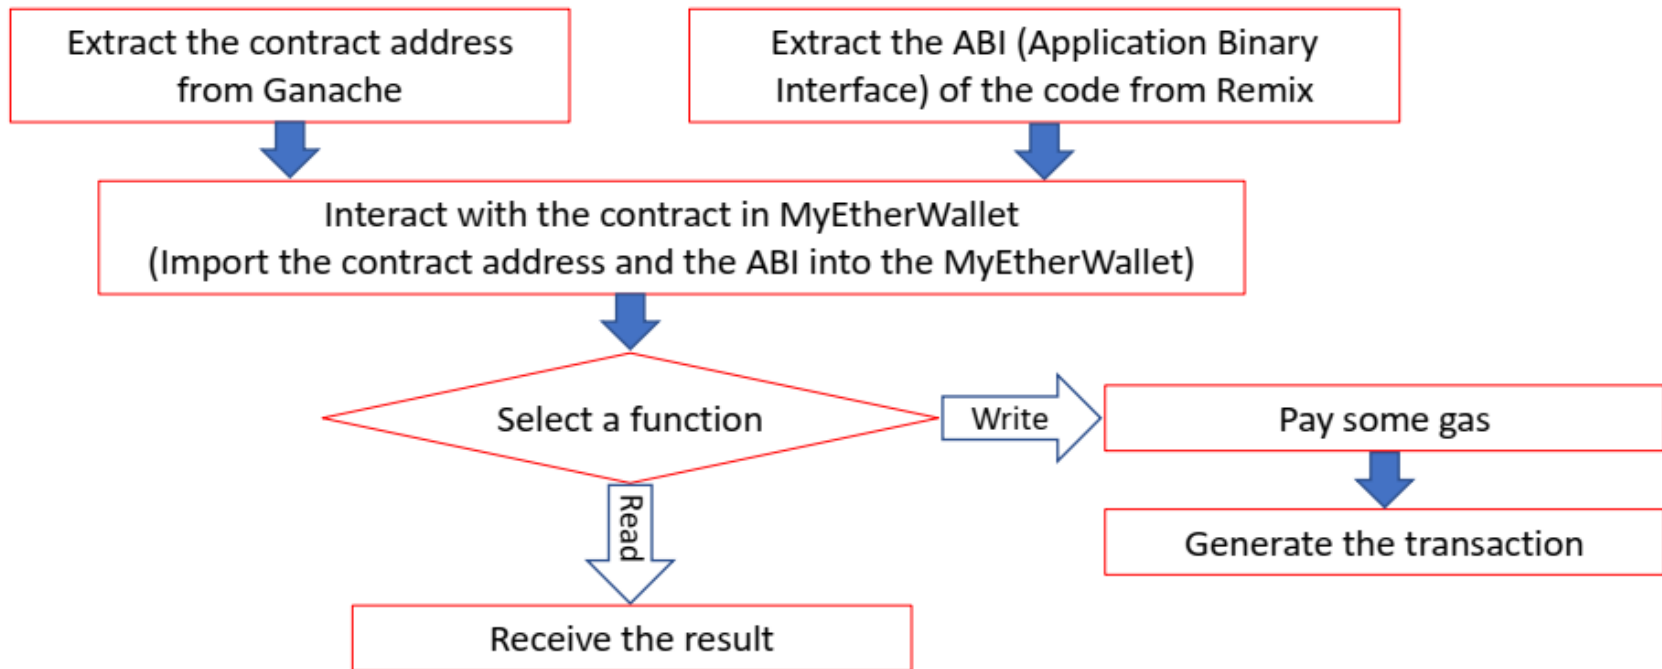 Extract the contract address
from Ganache
Extract the ABI (Application Binary
Interface) of the code from Remix
Interact with the contract in MyEtherWallet
(Import the contract address and the ABI into the MyEtherWallet)
Select a function
Write
Pay some gas
Read
Generate the transaction
Receive the result